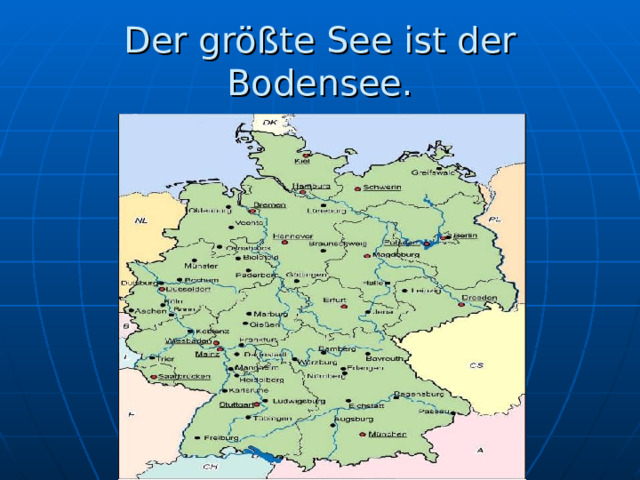 Der größte See ist der
Bodensee.
DK
Kiel
Greifswald
Hamburg
Schwerin
Bremen
Oldenburg
Lüneburg
NL
PL
Vechta
Hannover
Berlin
Potsdam
Osnabrück
Braunschweig
Magdeburg
Bielefeld
Münster
Paderborn
Göttingen
Duisburg
Bochum
Halle
Leipzig
Düsseldorf
Dresden
Köln
Erfurt
Aachen
Bonn
Marburg
Jena
B
Gießen
Koblenz
Wiesbaden
Frankfurt
Bamberg
Mainz
Darmstadt
Bayreuth
Trier
Würzburg
CS
Mannheim
Erlangen
Saarbrücken
Heidelberg
Nürnberg
Karlsruhe
Regensburg
Stuttgart
Ludwigsburg
Eichstätt
Passau
F
Tübingen
Augsburg
Freiburg
München
A
CH